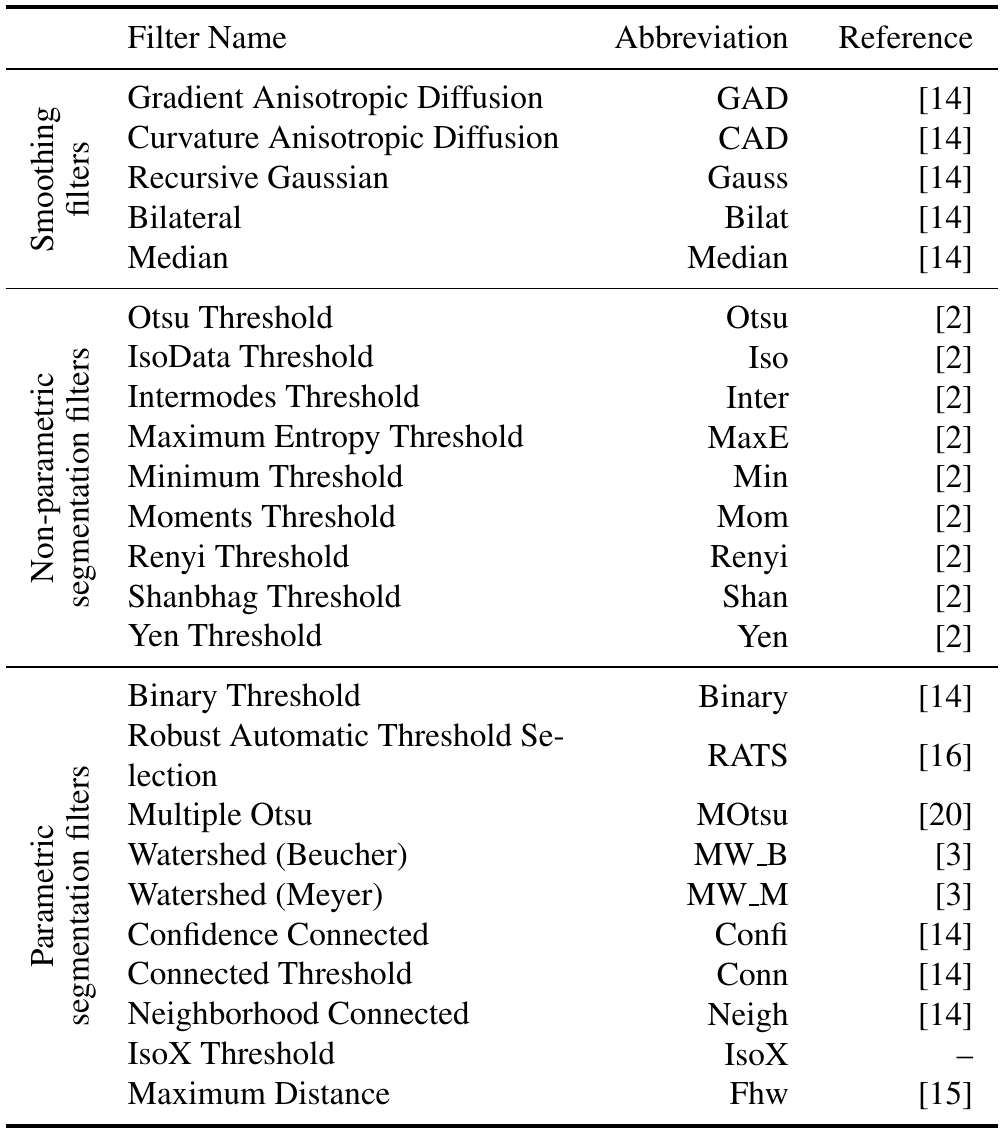 Filter Name Abbreviation Reference
Smoothing
filters
Gradient Anisotropic Diffusion GAD [14]
Curvature Anisotropic Diffusion CAD [14]
Recursive Gaussian Gauss [14]
Bilateral Bilat [14]
Median Median [14]
Non-parametric
segmentation filters
Otsu Threshold Otsu [2]
IsoData Threshold Iso [2]
Intermodes Threshold Inter [2]
Maximum Entropy Threshold MaxE [2]
Minimum Threshold Min [2]
Moments Threshold Mom [2]
Renyi Threshold Renyi [2]
Shanbhag Threshold Shan [2]
Yen Threshold Yen [2]
Parametric
segmentation filters
Binary Threshold Binary [14]
Robust Automatic Threshold Se-
lection RATS [16]
Multiple Otsu MOtsu [20]
Watershed (Beucher) MW_B [3]
Watershed (Meyer) MW_M [3]
Confidence Connected Confi [14]
Connected Threshold Conn [14]
Neighborhood Connected Neigh [14]
IsoX Threshold IsoX –
Maximum Distance Fhw [15]